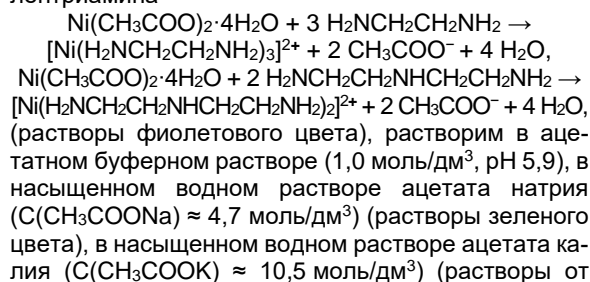 Ni(CH₃COO)₂·4H₂O + 3 H₂NCH₂CH₂NH₂ →
[Ni(H₂NCH₂CH₂NH₂)₃]²⁺ + 2 CH₃COO⁻ + 4 H₂O,
Ni(CH₃COO)₂·4H₂O + 2 H₂NCH₂CH₂NHCH₂CH₂NH₂ →
[Ni(H₂NCH₂CH₂NHCH₂CH₂NH₂)₂]²⁺ + 2 CH₃COO⁻ + 4 H₂O,
(растворы фиолетового цвета), растворим в аце-
татном буферном растворе (1,0 моль/дм³, pH 5,9), в
насыщенном водном растворе ацетата натрия
(C(CH₃COONa) ≈ 4,7 моль/дм³) (растворы зеленого
цвета), в насыщенном водном растворе ацетата ка-
лия (C(CH₃COOK) ≈ 10,5 моль/дм³) (растворы от